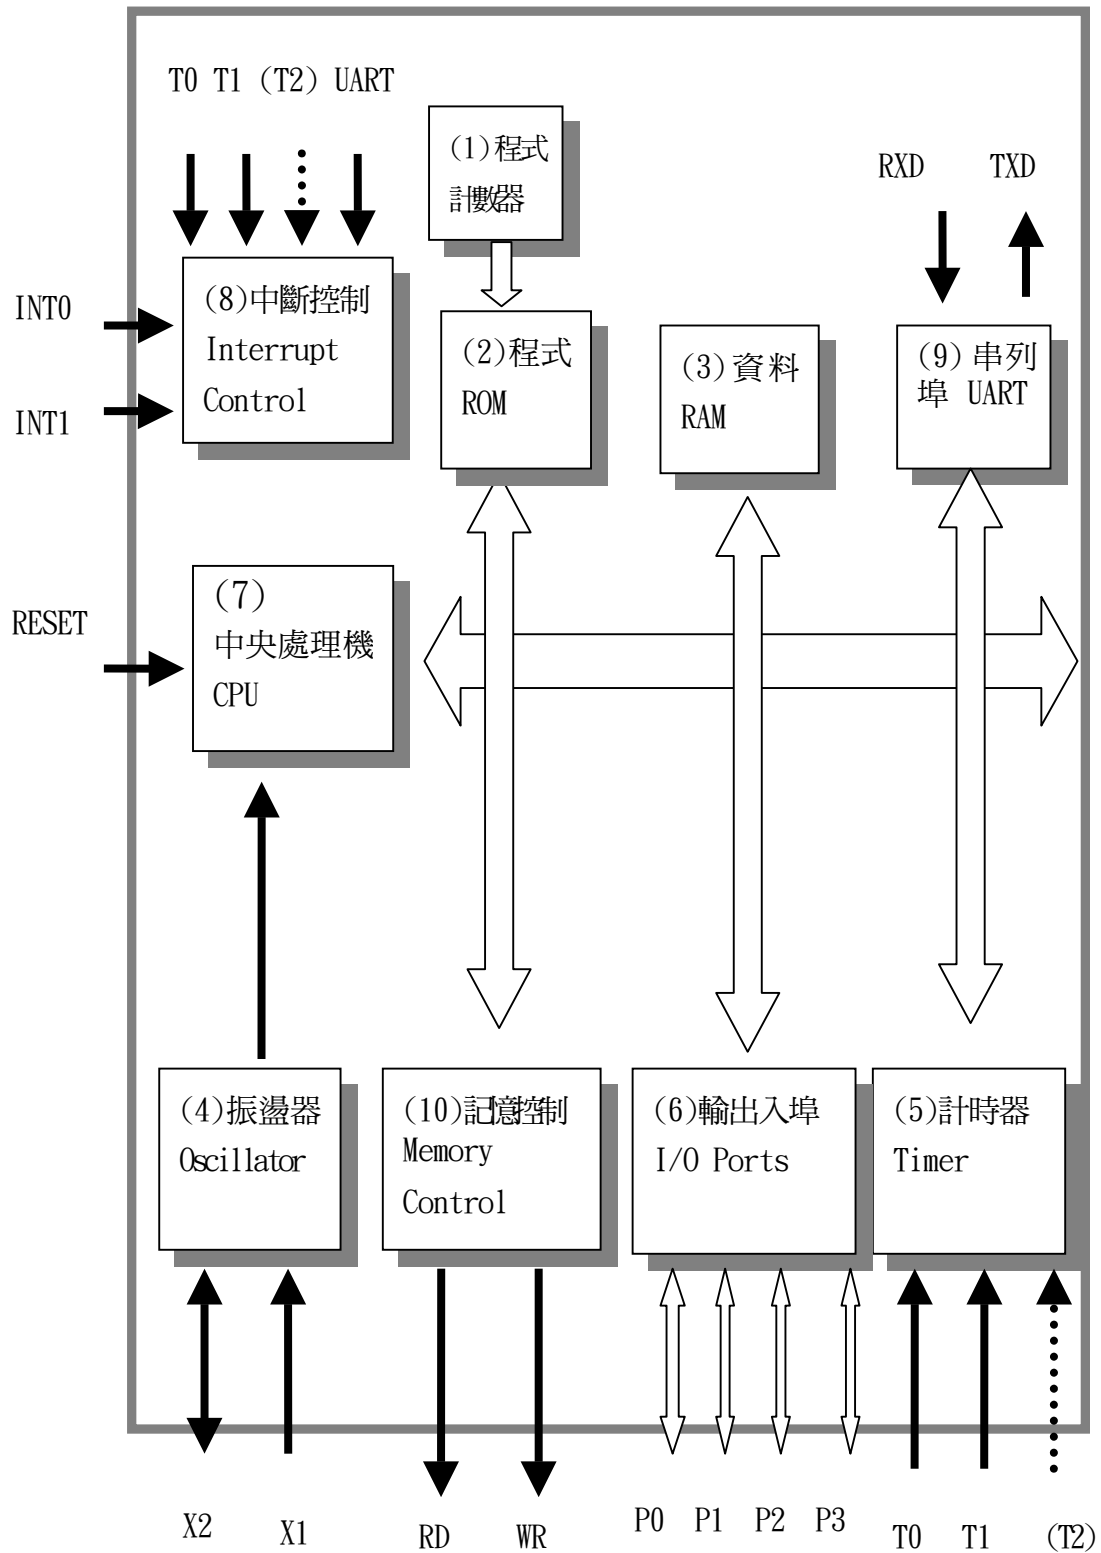 T0 T1 (T2) UART
(1)程式
計數器
RXD TXD
INT0
(8)中斷控制
Interrupt
Control
INT1
(2)程式
ROM
(3)資料
RAM
(9)串列
埠 UART
RESET
(7)
中央處理機
CPU
(4)振盪器
Oscillator
(10)記憶控制
Memory
Control
(6)輸出入埠
I/O Ports
(5)計時器
Timer
X2 X1 RD WR P0 P1 P2 P3 T0 T1 (T2)